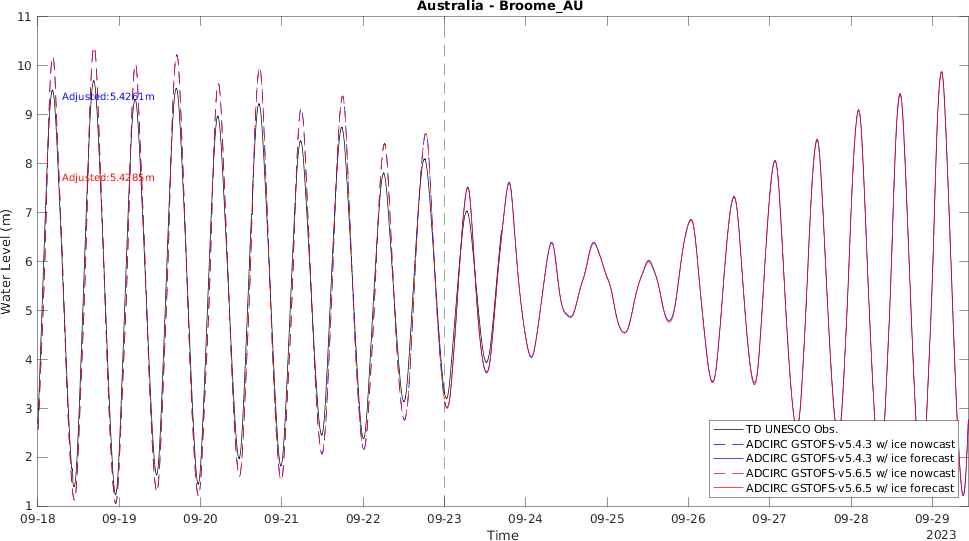 Australia - Broome_AU
Water Level (m)
11
10
9
8
7
6
5
4
3
2
1
Adjusted:5.4261m
Adjusted:5.4285m
TD UNESCO Obs.
ADCIRC GSTOFS-v5.4.3 w/ ice nowcast
ADCIRC GSTOFS-v5.4.3 w/ ice forecast
ADCIRC GSTOFS-v5.6.5 w/ ice nowcast
ADCIRC GSTOFS-v5.6.5 w/ ice forecast
09-18 09-19 09-20 09-21 09-22 09-23 09-24 09-25 09-26 09-27 09-28 09-29
2023
Time